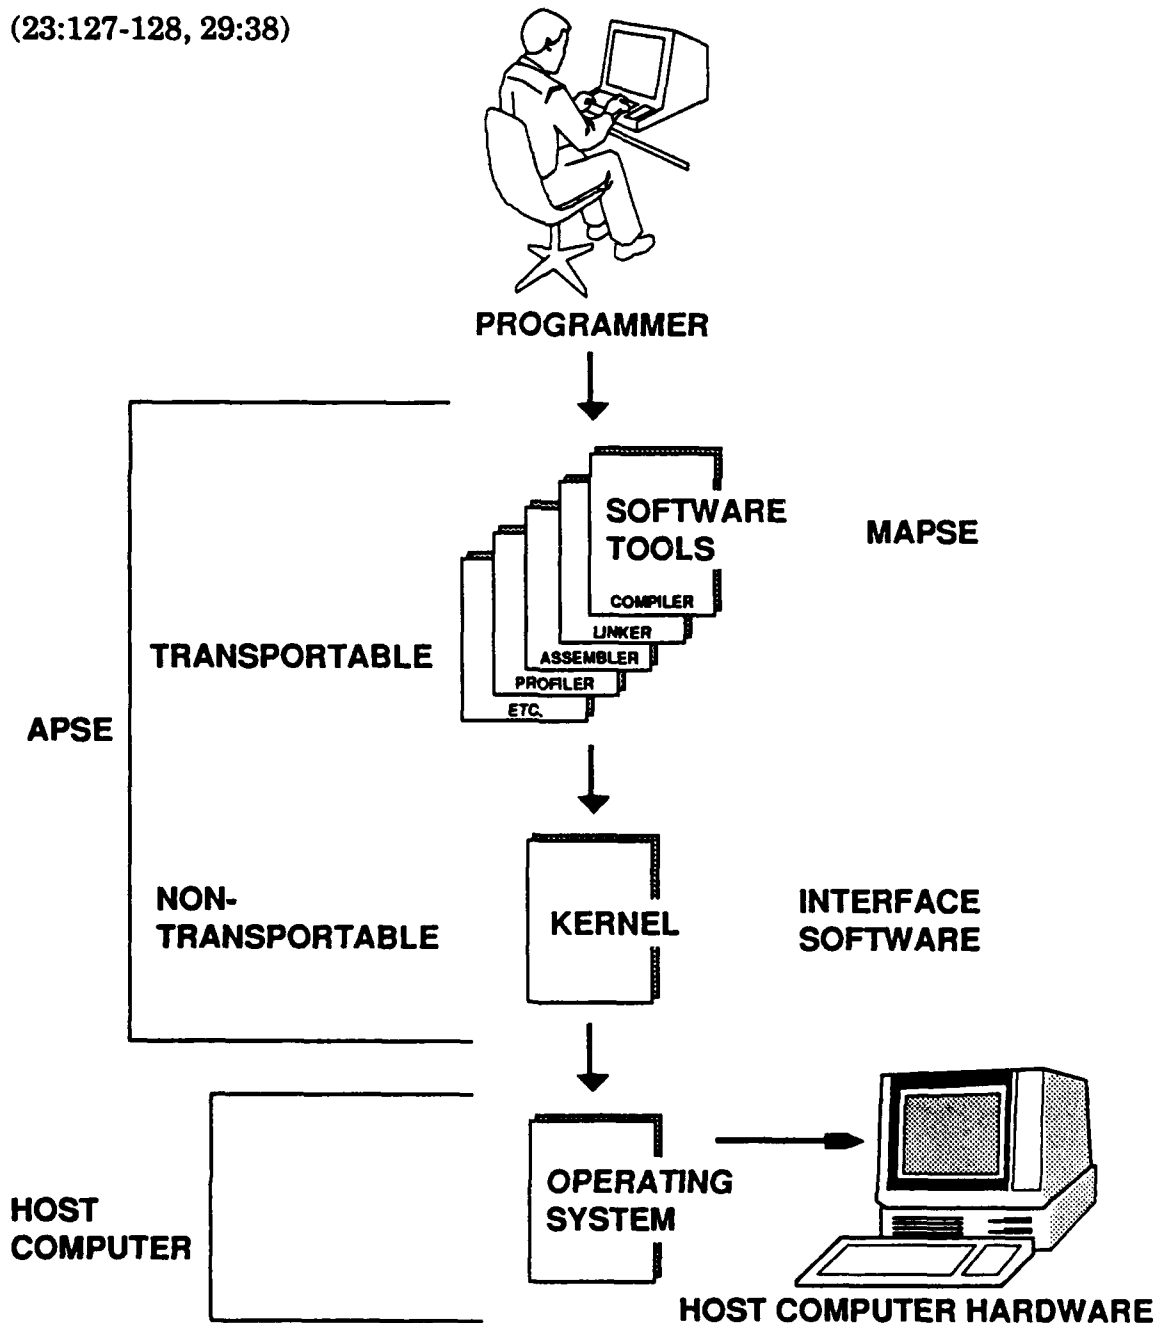 (23:127-128, 29:38)
PROGRAMMER
SOFTWARE
TOOLS
MAPSE
COMPILER
LINKER
TRANSPORTABLE
ASSEMBLER
PROFILER
ETC.
APSE
NON-
TRANSPORTABLE
KERNEL
INTERFACE
SOFTWARE
OPERATING
SYSTEM
HOST
COMPUTER
HOST COMPUTER HARDWARE